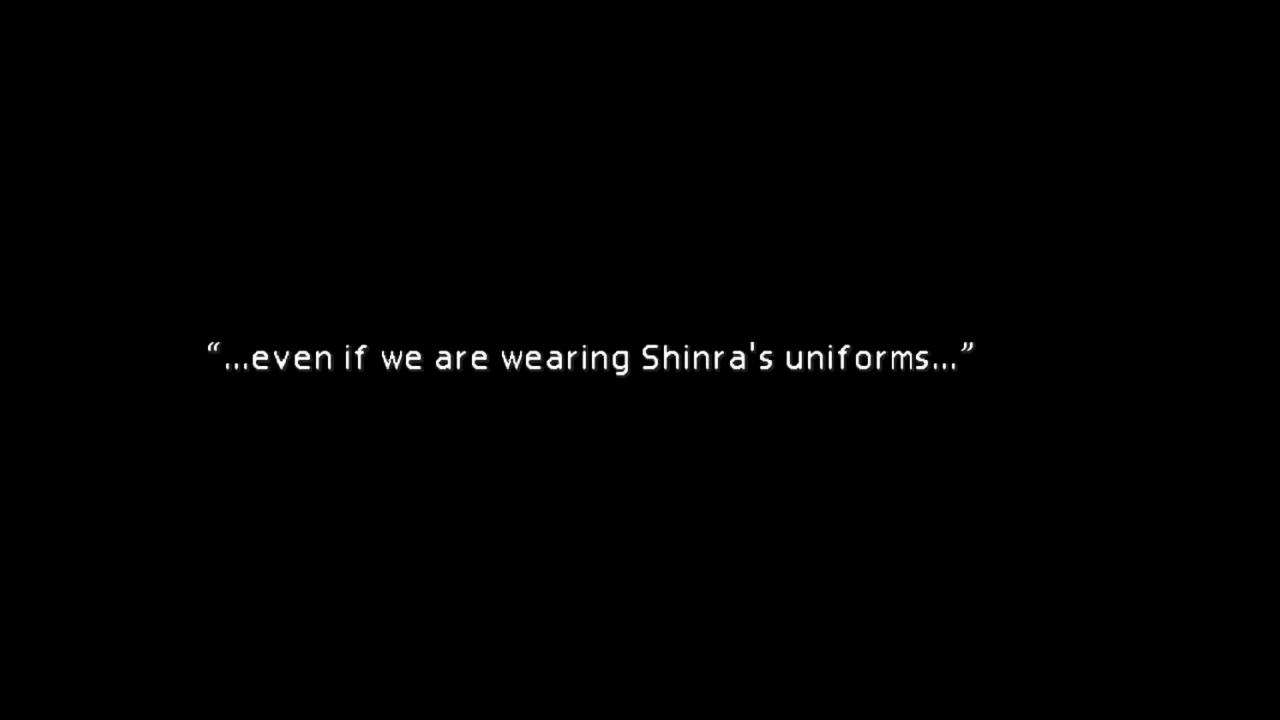 “...even if we are wearing Shinra's uniforms...”